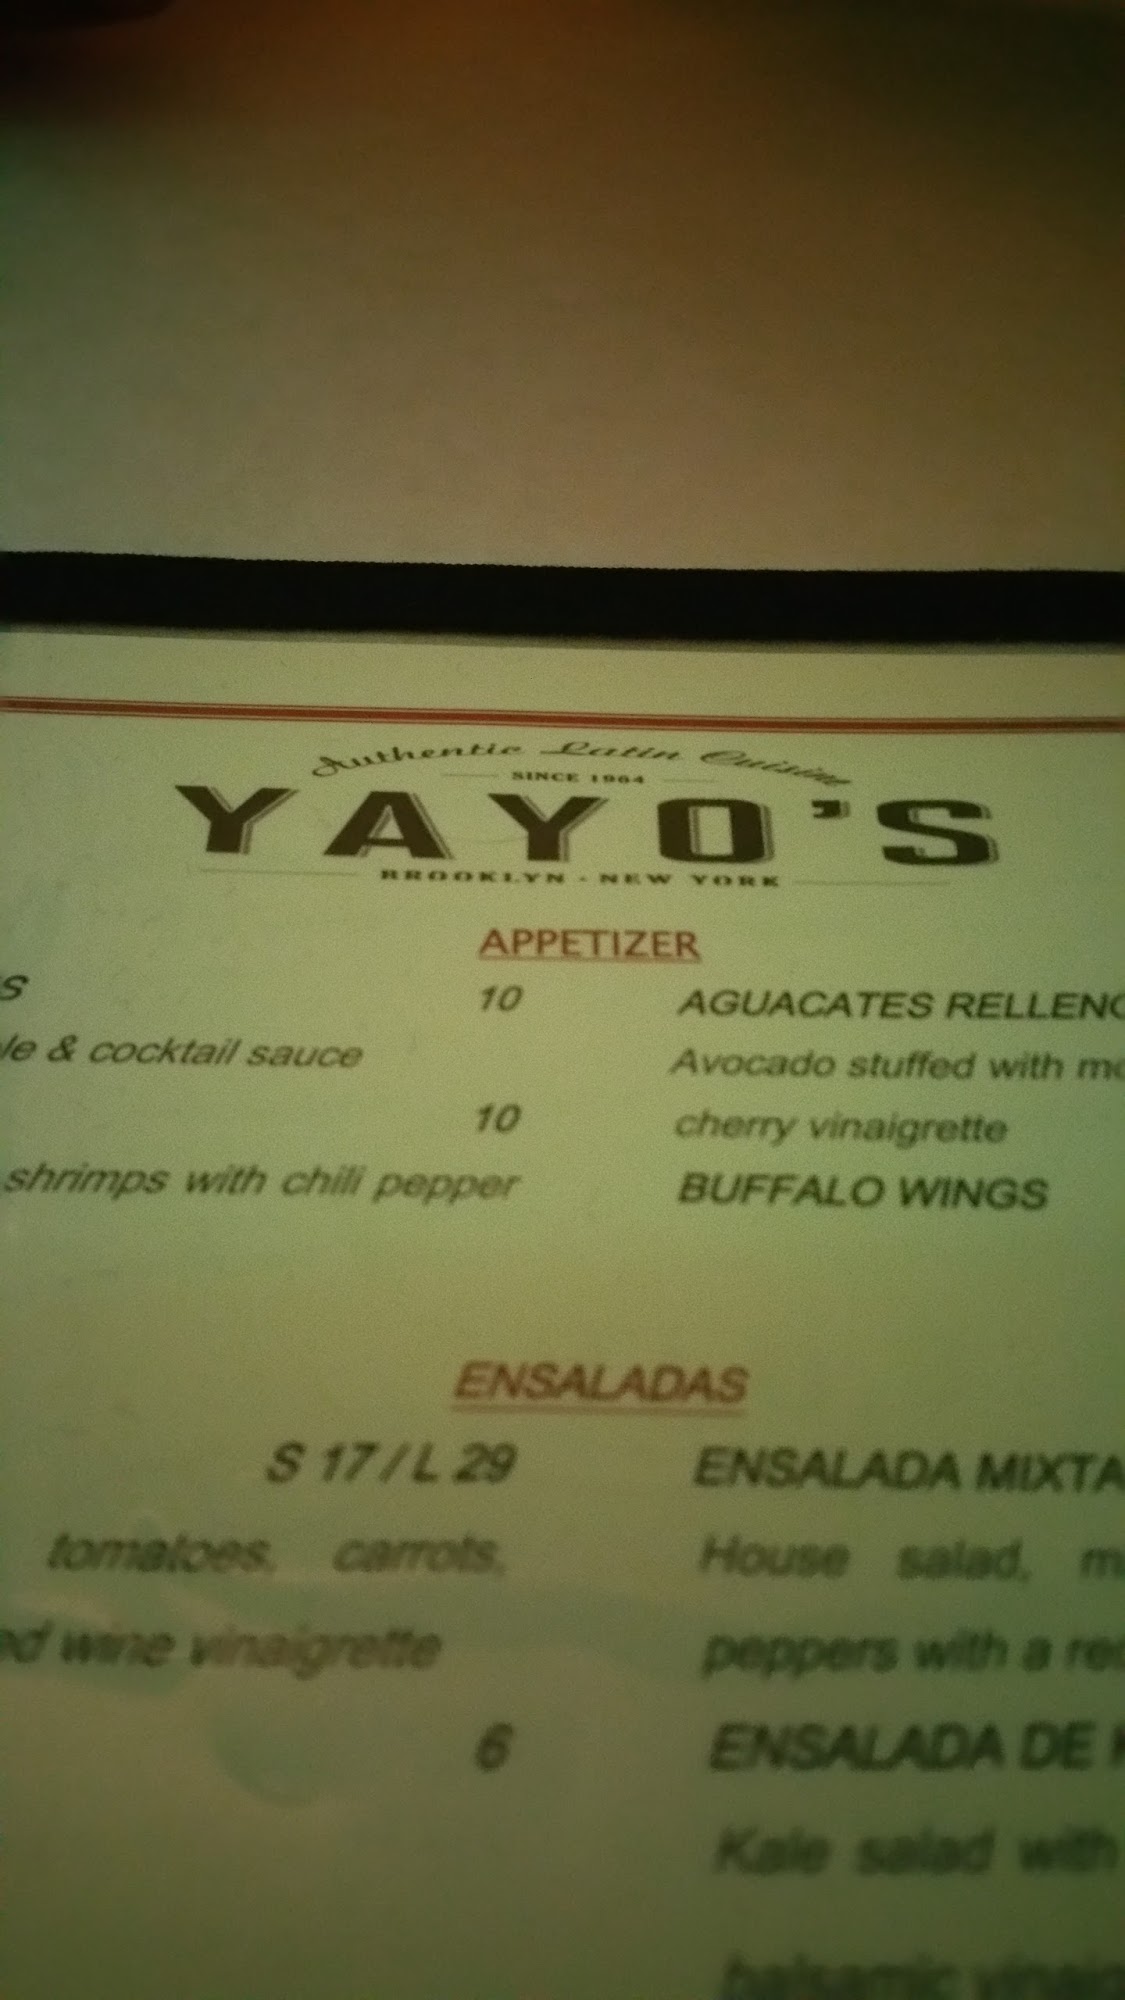 Authentic Latin Cuisine
SINCE 1964
YAYO'S
BROOKLYN - NEW YORK
APPETIZER
10
& cocktail sauce
10
shrimps with chili pepper
AGUACATES
Avocado stuffed with
cherry vinaigrette
BUFFALO WINGS
ENSALADAS
S 17 / L 29
tomatoes, carrots,
wine vinaigrette
6
ENSALADA MIXTA
House salad,
peppers with a
ENSALADA DE
Kale salad with
balsamic